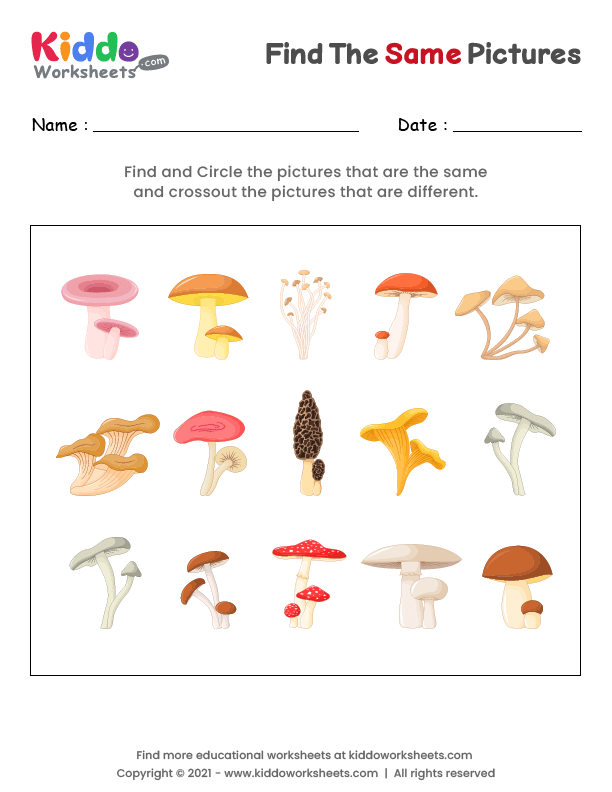 Kiddo
Worksheets
.com
Find The Same Pictures
Name :
Date :
Find and Circle the pictures that are the same
and crossout the pictures that are different.
Find more educational worksheets at kiddoworksheets.com
Copyright © 2021 - www.kiddoworksheets.com | All rights reserved